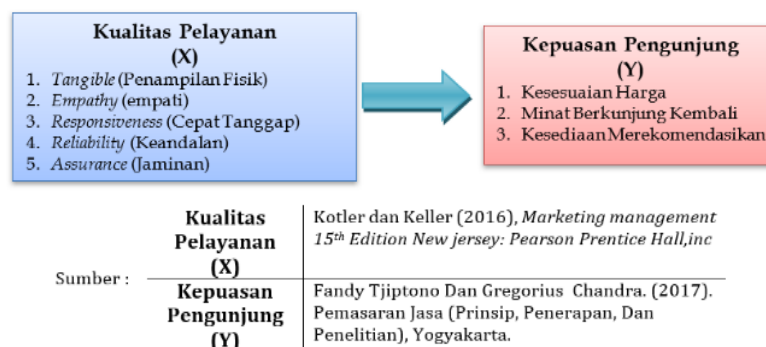 Kualitas Pelayanan
(X)
1. Tangible (Penampilan Fisik)
2. Empathy (empati)
3. Responsiveness (Cepat Tanggap)
4. Reliability (Keandalan)
5. Assurance (Jaminan)
Kepuasan Pengunjung
(Y)
1. Kesesuaian Harga
2. Minat Berkunjung Kembali
3. Kesediaan Merekomendasikan
Sumber :
Kualitas
Pelayanan
(X)
Kotler dan Keller (2016), Marketing management
15th Edition New jersey: Pearson Prentice Hall,inc
Kepuasan
Pengunjung
(Y)
Fandy Tjiptono Dan Gregorius Chandra. (2017).
Pemasaran Jasa (Prinsip, Penerapan, Dan
Penelitian), Yogyakarta.